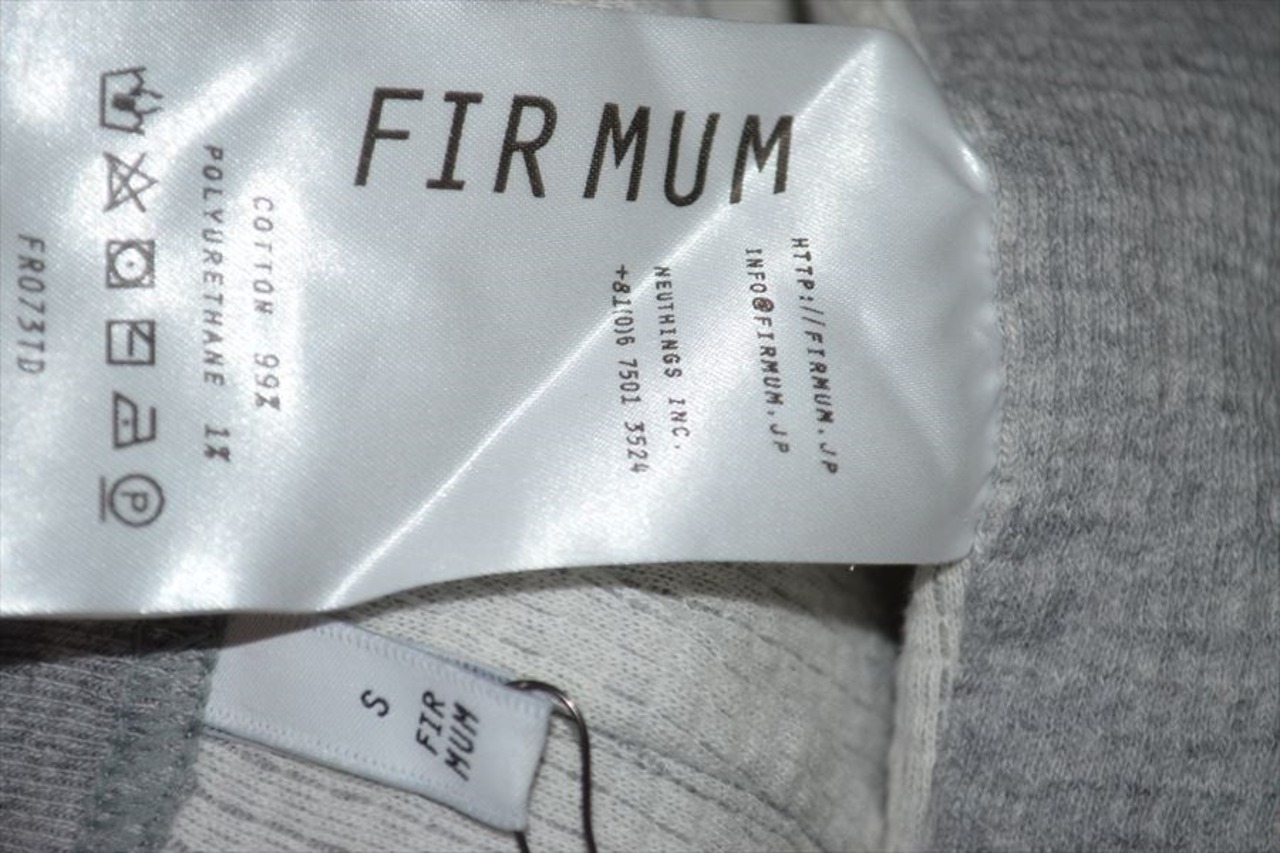 FIRMUM
HTTP://FIRMUM.JP
INFO@FIRMUM.JP
NEUTHINGS INC.
+81(0)6 7501 3524
COTTON 99%
POLYURETHANE 1%
P
FR073TD
FIR
MUM
S